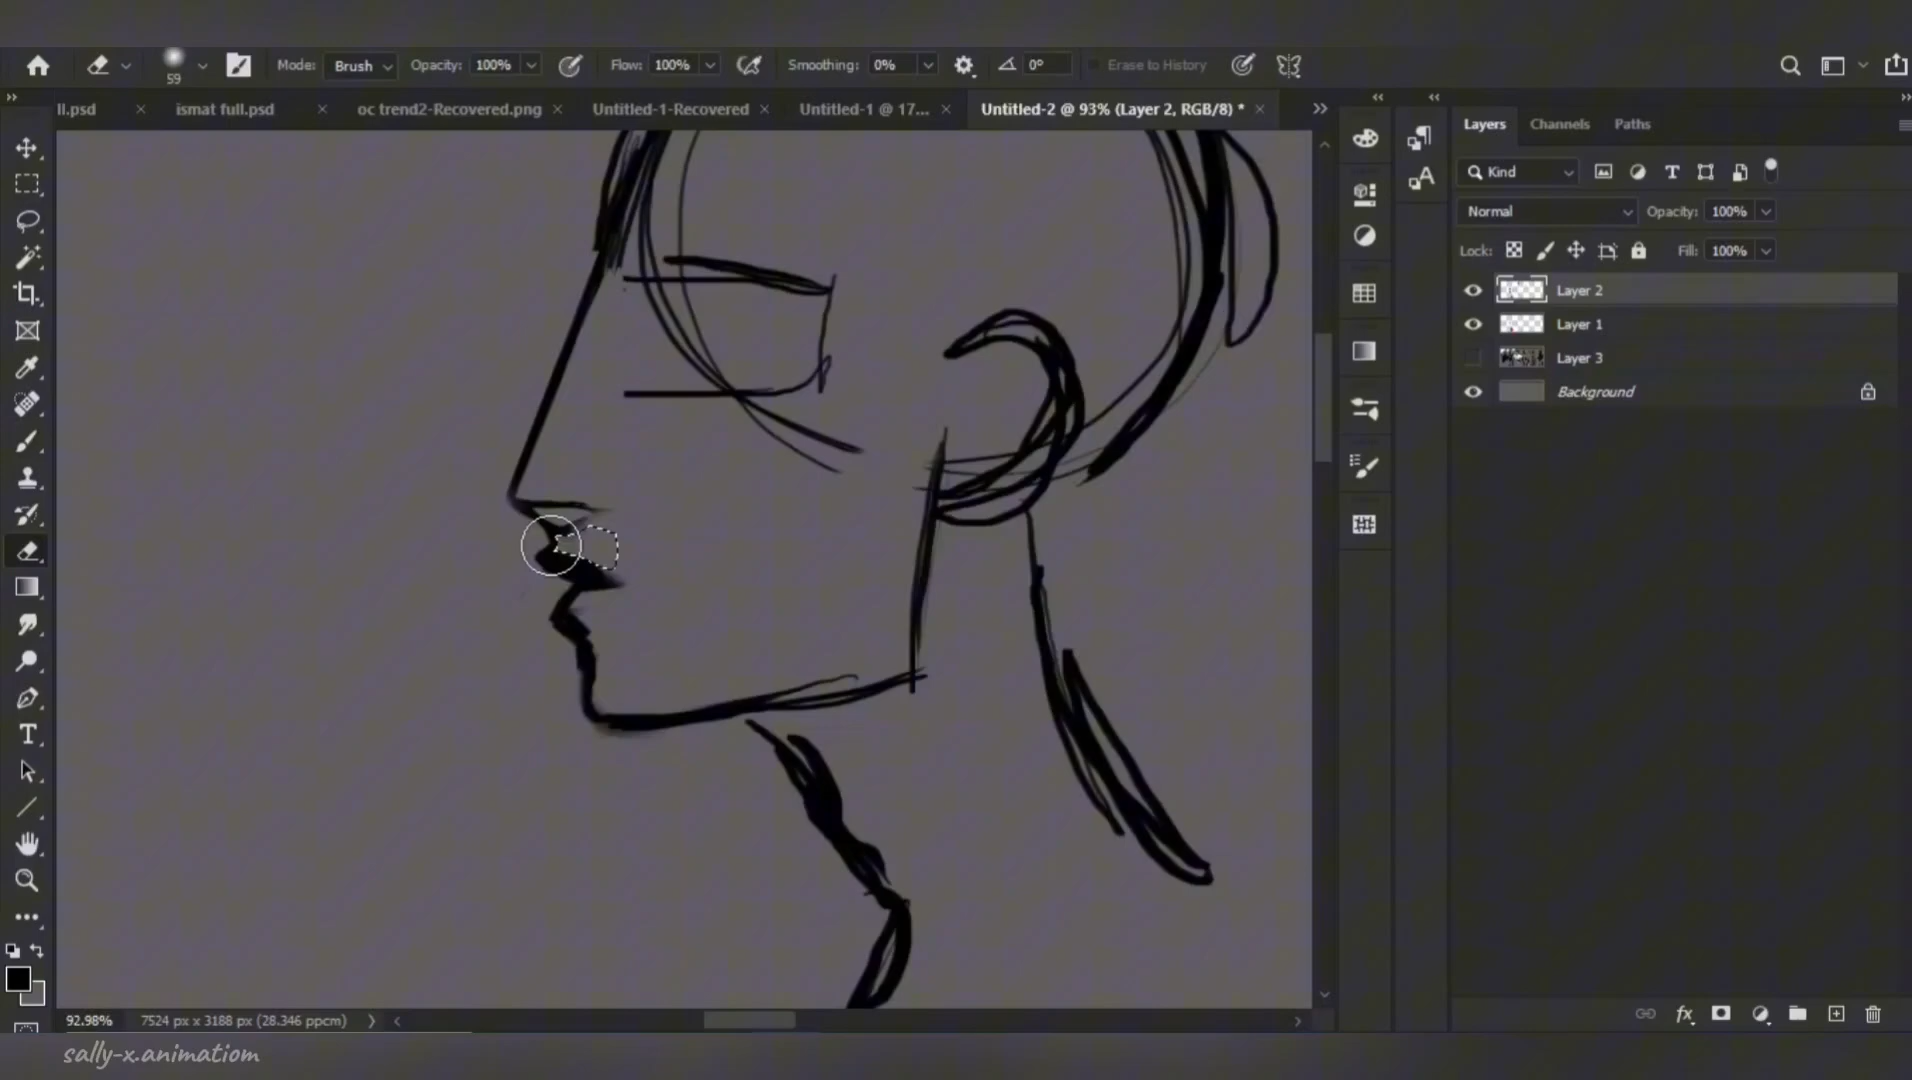 59 Mode: Brush Opacity: 100% Flow: 100% Smoothing: 0% 0° Erase to History
ll.psd ismat full.psd oc trend2-Recovered.png Untitled-1-Recovered Untitled-1 @ 17... Untitled-2 @ 93% (Layer 2, RGB/8) *
Layers Channels Paths
Kind
Normal Opacity: 100%
Lock: Fill: 100%
Layer 2
Layer 1
Layer 3
Background
92.98% 7524 px x 3188 px (28.346 ppcm)
sally-x.animatiom